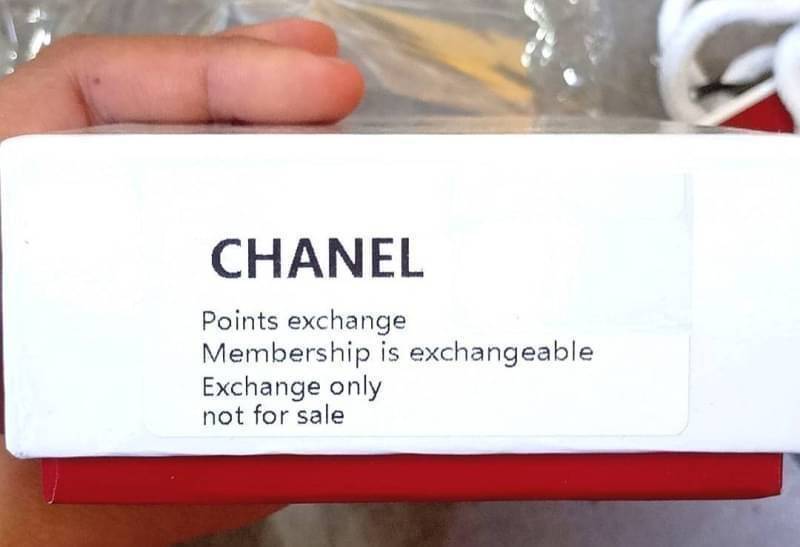 CHANEL
Points exchange
Membership is exchangeable
Exchange only
not for sale